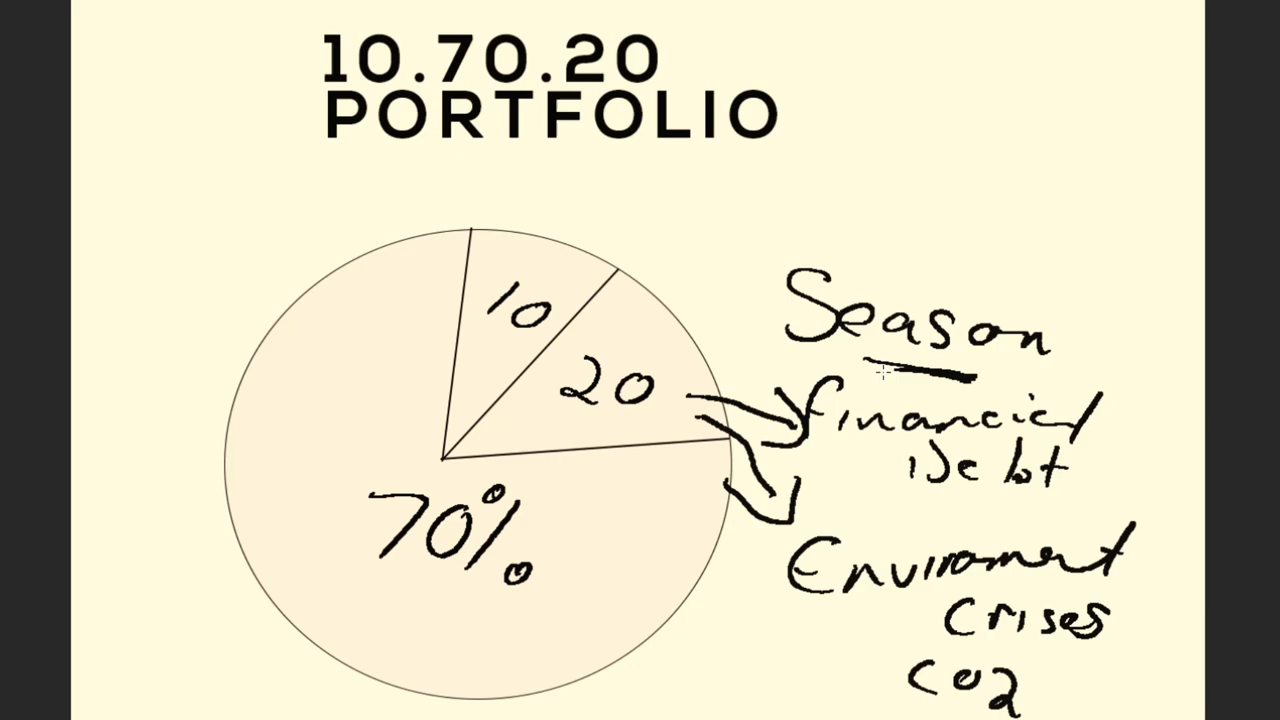 10.70.20
PORTFOLIO
10
20
70%
Season
financial
Debt
Enviroment
Crises
CO2